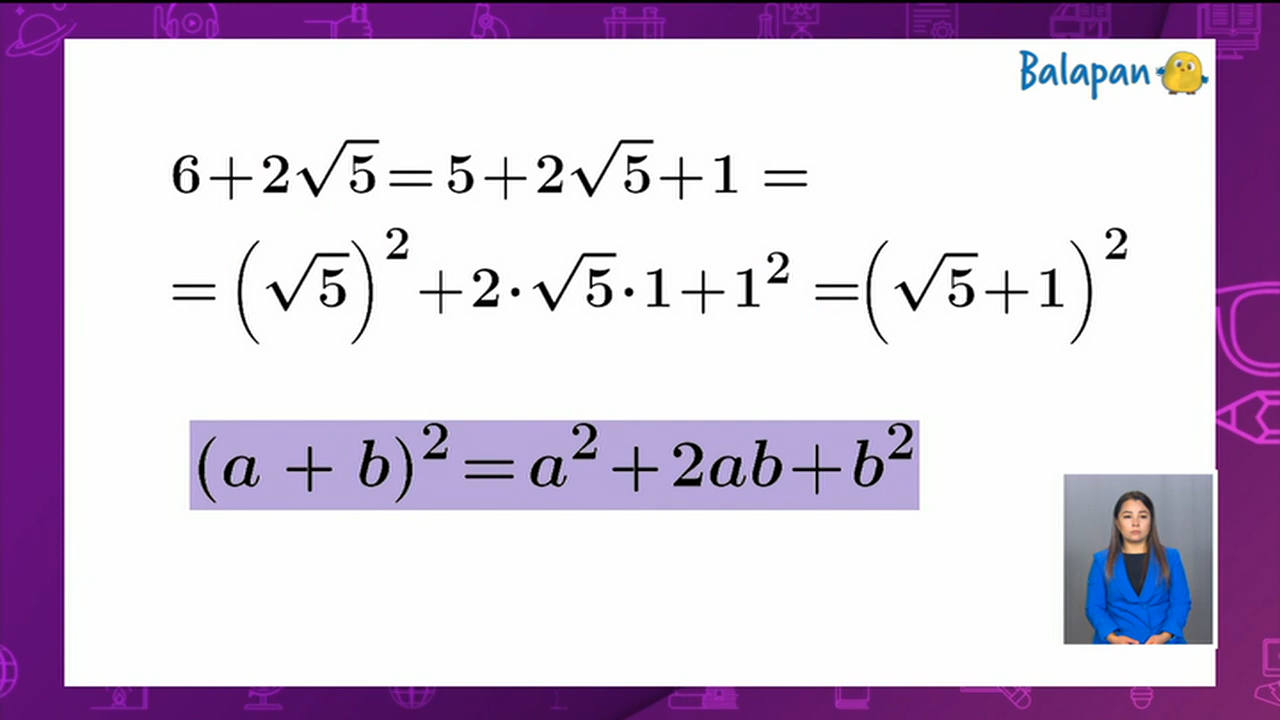 Balapan
6+2√5=5+2√5+1 =
= (√5)² +2·√5·1+1² =(√5+1)²
(a + b)²=a²+2ab+b²